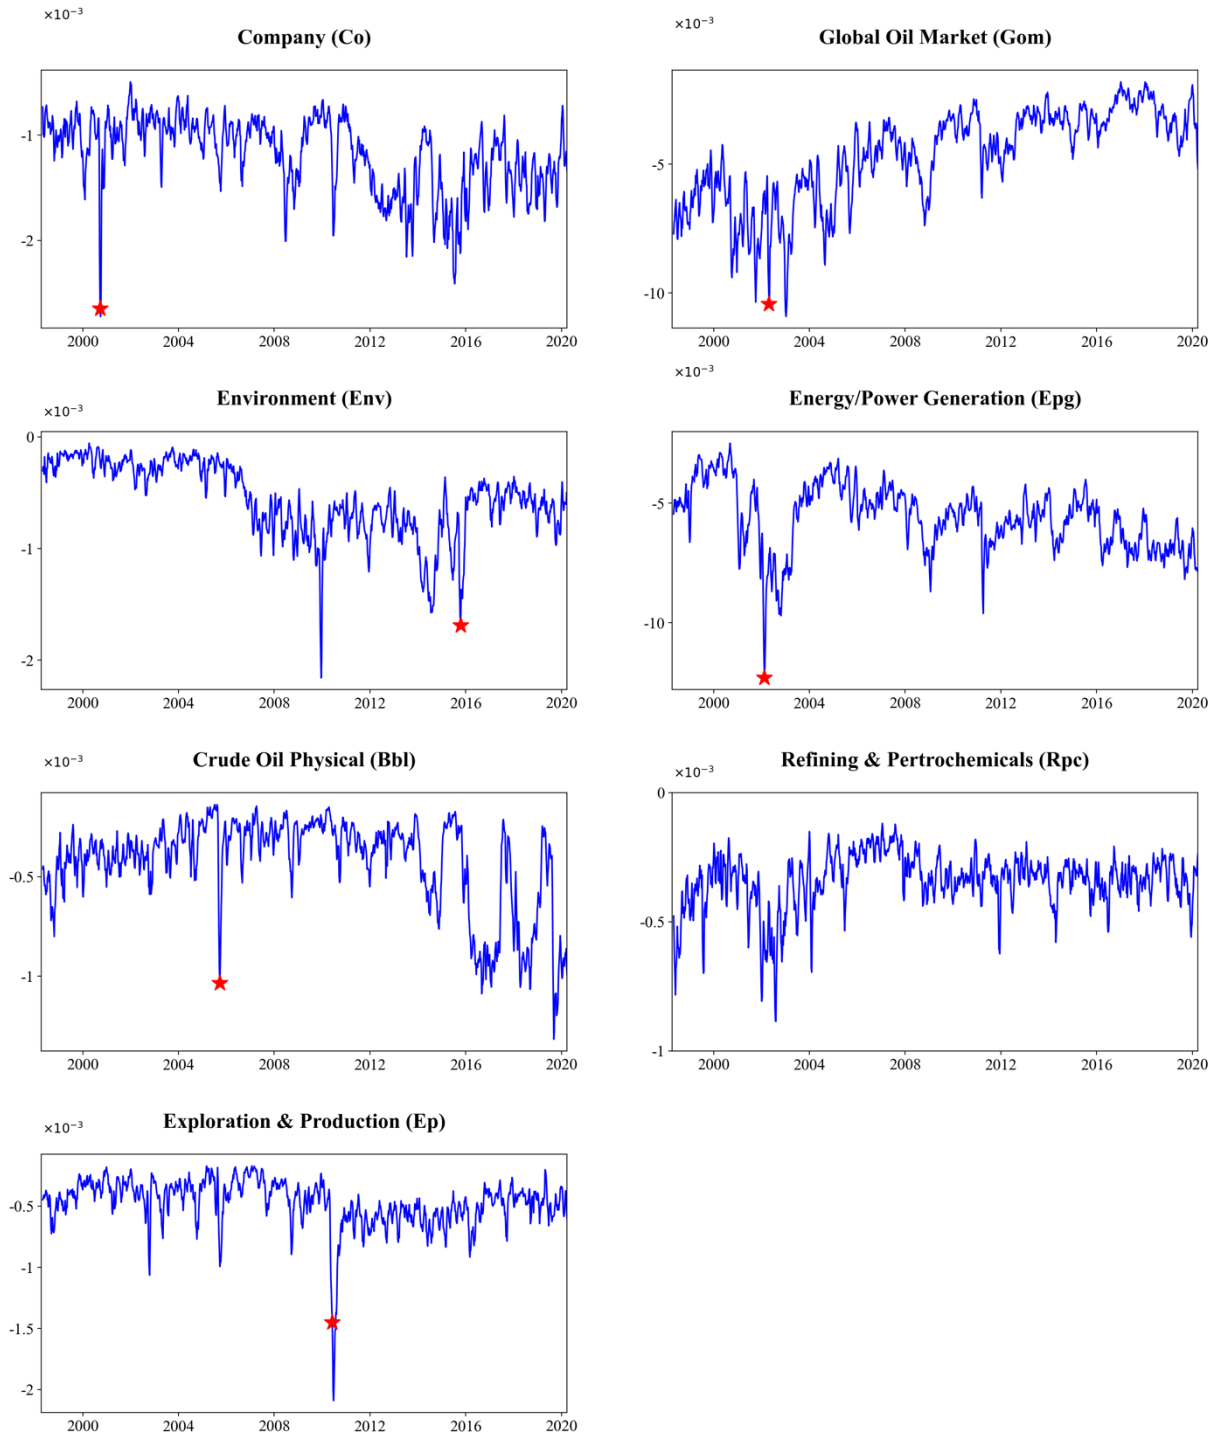 ×10⁻³
Company (Co)
-1
-2
2000 2004 2008 2012 2016 2020
×10⁻³
Global Oil Market (Gom)
-5
-10
2000 2004 2008 2012 2016 2020
Environment (Env)
×10⁻³
0
-1
-2
2000 2004 2008 2012 2016 2020
×10⁻³
Energy/Power Generation (Epg)
-5
-10
2000 2004 2008 2012 2016 2020
Crude Oil Physical (Bbl)
×10⁻³
-0.5
-1
2000 2004 2008 2012 2016 2020
Refining & Pertrochemicals (Rpc)
×10⁻³
0
-0.5
-1
2000 2004 2008 2012 2016 2020
Exploration & Production (Ep)
×10⁻³
-0.5
-1
-1.5
-2
2000 2004 2008 2012 2016 2020